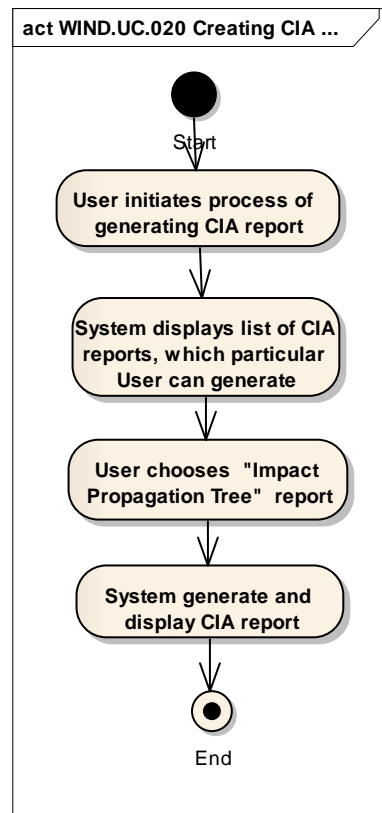 act WIND.UC.020 Creating CIA ...
Start
User initiates process of
generating CIA report
System displays list of CIA
reports, which particular
User can generate
User chooses "Impact
Propagation Tree" report
System generate and
display CIA report
End